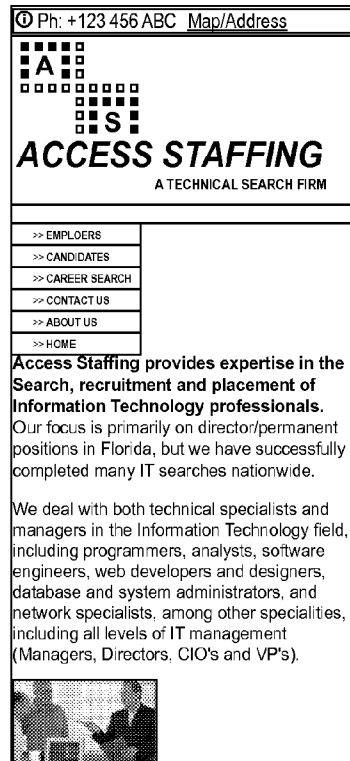 Ph: +123 456 ABC Map/Address
A
S
ACCESS STAFFING
A TECHNICAL SEARCH FIRM
>> EMPLOERS
>> CANDIDATES
>> CAREER SEARCH
>> CONTACT US
>> ABOUT US
>> HOME
Access Staffing provides expertise in the
Search, recruitment and placement of
Information Technology professionals.
Our focus is primarily on director/permanent
positions in Florida, but we have successfully
completed many IT searches nationwide.
We deal with both technical specialists and
managers in the Information Technology field,
including programmers, analysts, software
engineers, web developers and designers,
database and system administrators, and
network specialists, among other specialities,
including all levels of IT management
(Managers, Directors, CIO's and VP's).